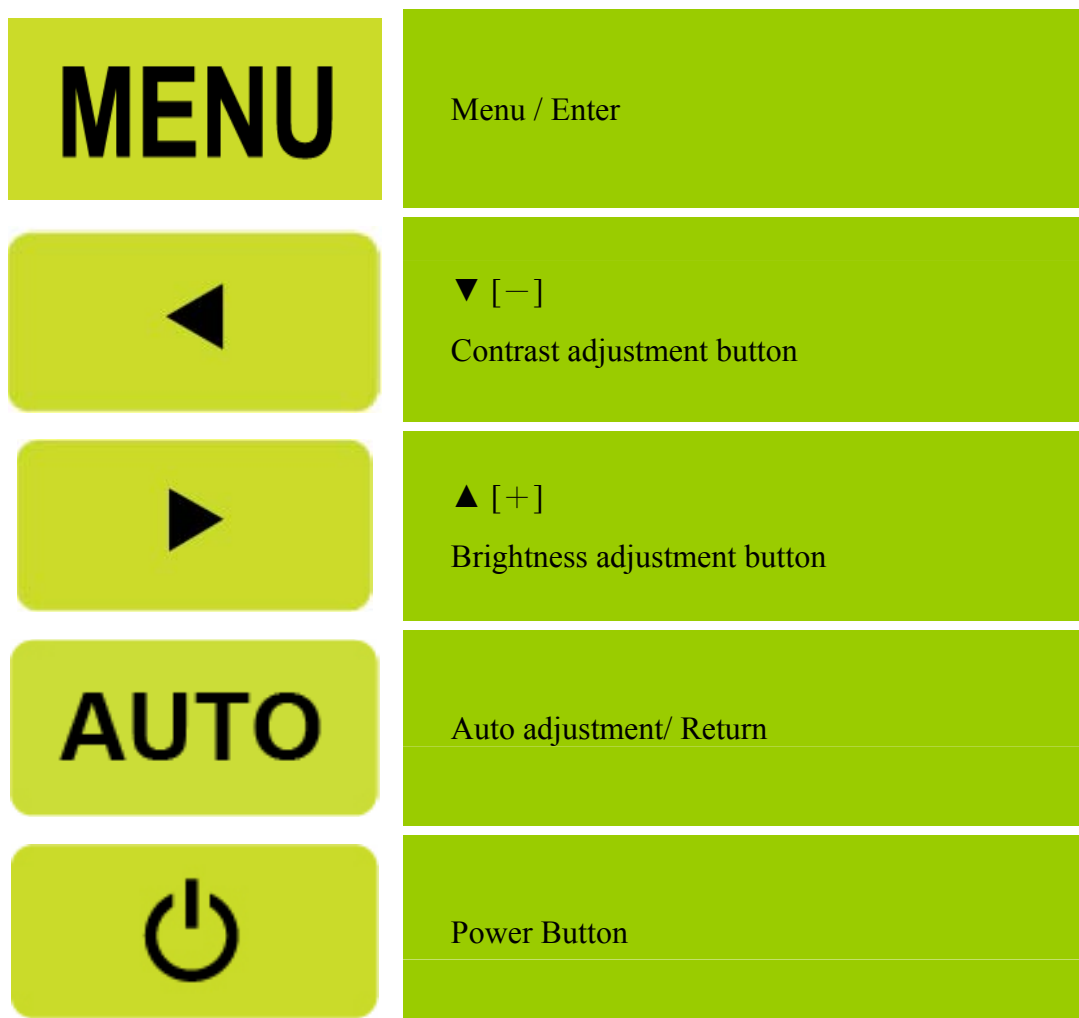 MENU
Menu / Enter
◀
▼ [－]
Contrast adjustment button
▶
▲ [＋]
Brightness adjustment button
AUTO
Auto adjustment/ Return
Power Button